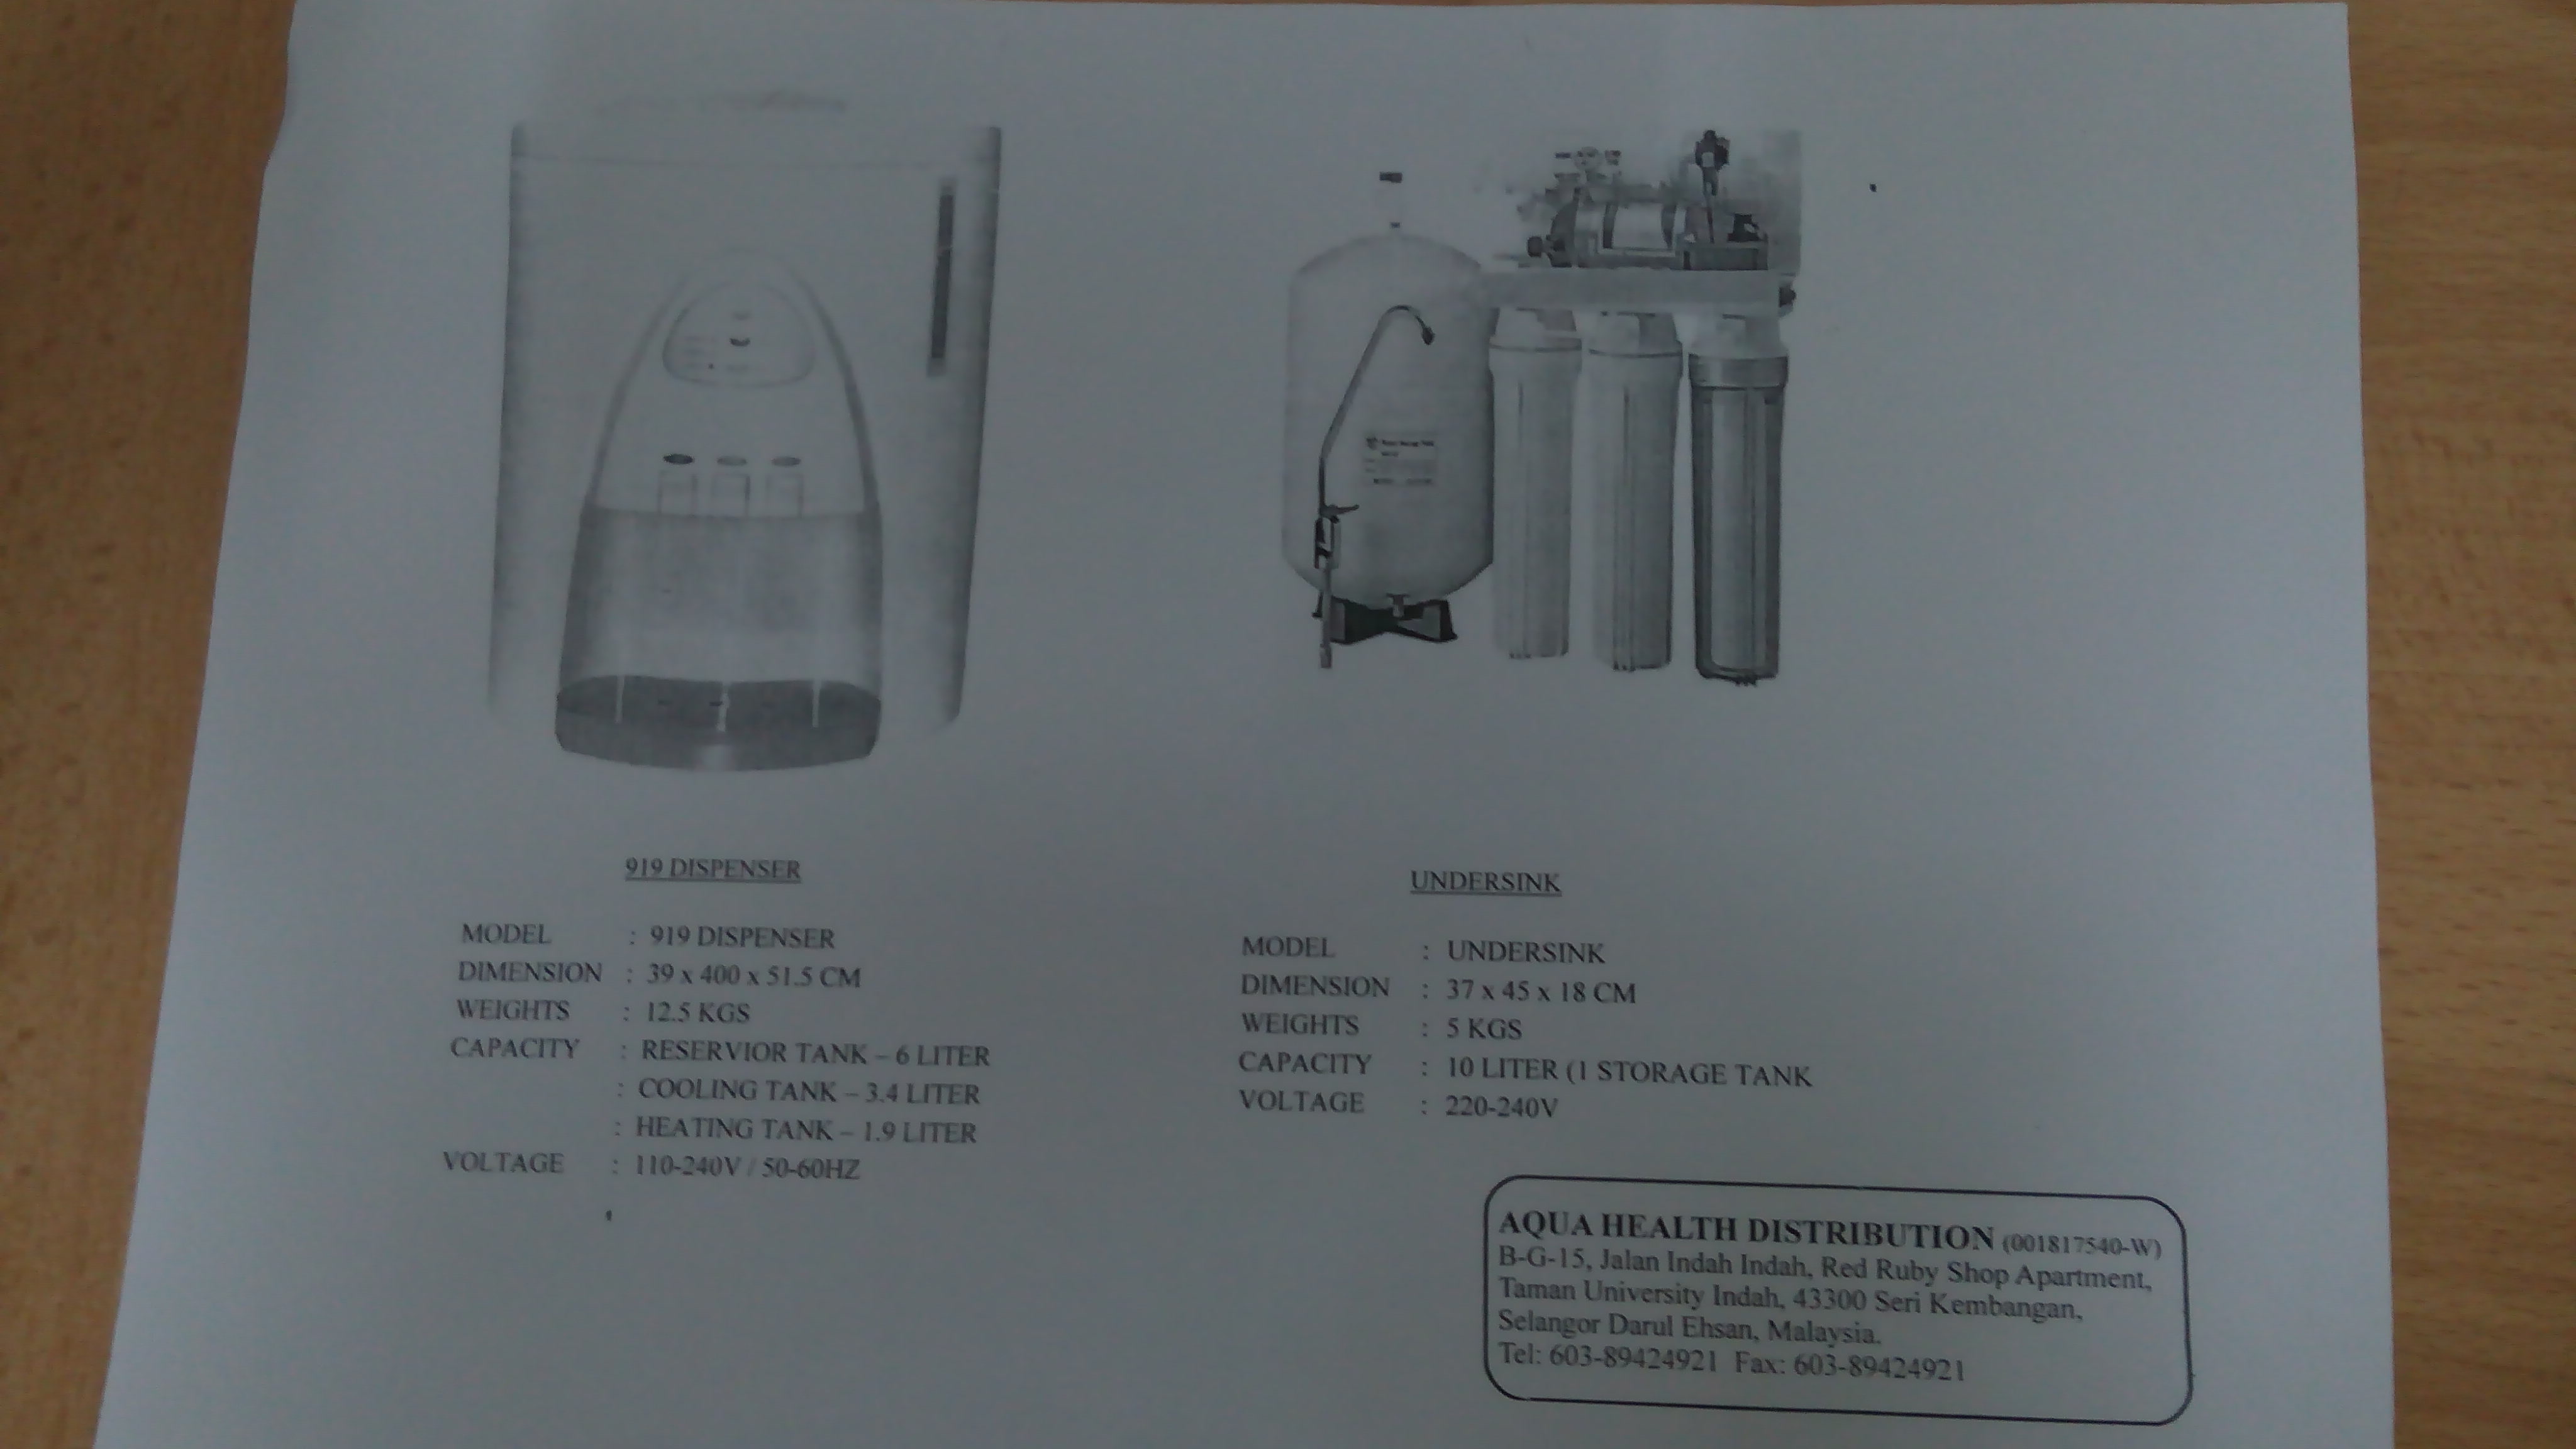 919 DISPENSER
MODEL : 919 DISPENSER
DIMENSION : 39 x 400 x 51.5 CM
WEIGHTS : 12.5 KGS
CAPACITY : RESERVIOR TANK – 6 LITER
: COOLING TANK – 3.4 LITER
: HEATING TANK – 1.9 LITER
VOLTAGE : 110-240V / 50-60HZ
UNDERSINK
MODEL : UNDERSINK
DIMENSION : 37 x 45 x 18 CM
WEIGHTS : 5 KGS
CAPACITY : 10 LITER (1 STORAGE TANK
VOLTAGE : 220-240V
AQUA HEALTH DISTRIBUTION (001817540-W)
B-G-15, Jalan Indah Indah, Red Ruby Shop Apartment,
Taman University Indah, 43300 Seri Kembangan,
Selangor Darul Ehsan, Malaysia.
Tel: 603-89424921 Fax: 603-89424921